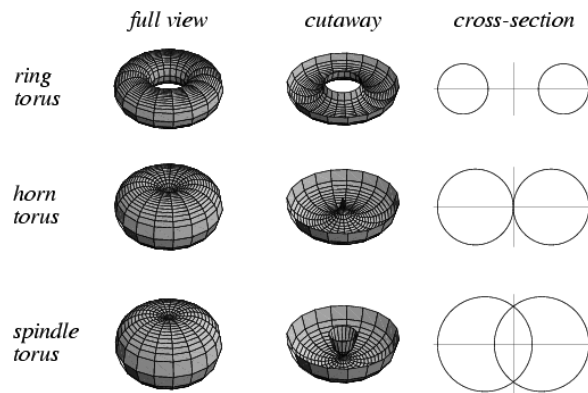 full view cutaway cross-section
ring
torus
horn
torus
spindle
torus